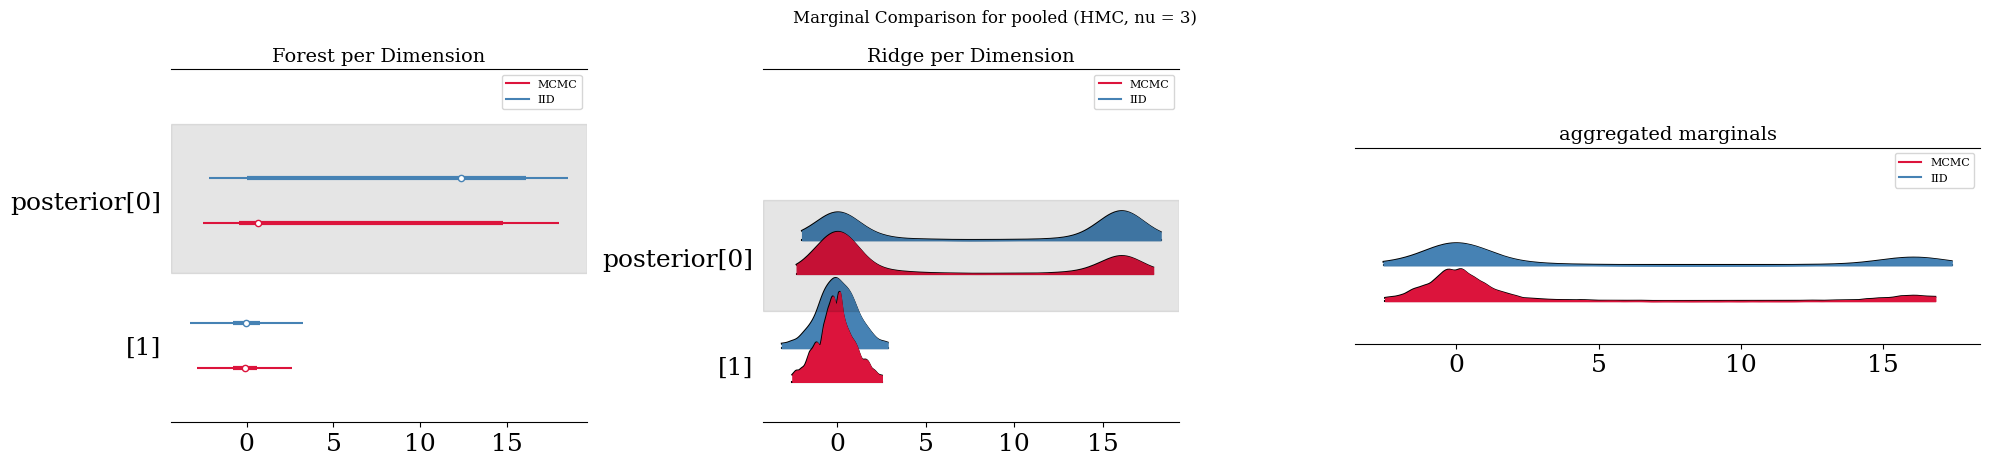 Marginal Comparison for pooled (HMC, nu = 3)
Forest per Dimension
MCMC
IID
posterior[0]
[1]
0 5 10 15
Ridge per Dimension
MCMC
IID
posterior[0]
[1]
0 5 10 15
aggregated marginals
MCMC
IID
0 5 10 15